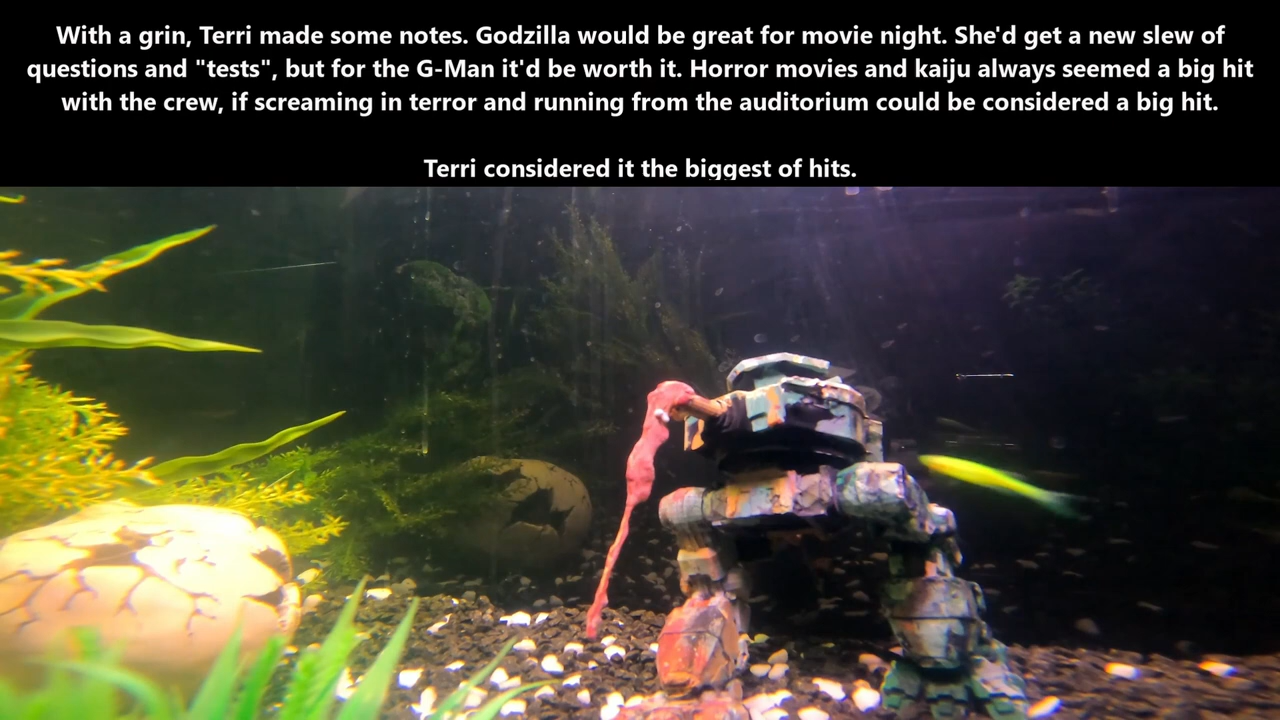 With a grin, Terri made some notes. Godzilla would be great for movie night. She'd get a new slew of
questions and "tests", but for the G-Man it'd be worth it. Horror movies and kaiju always seemed a big hit
with the crew, if screaming in terror and running from the auditorium could be considered a big hit.
Terri considered it the biggest of hits.